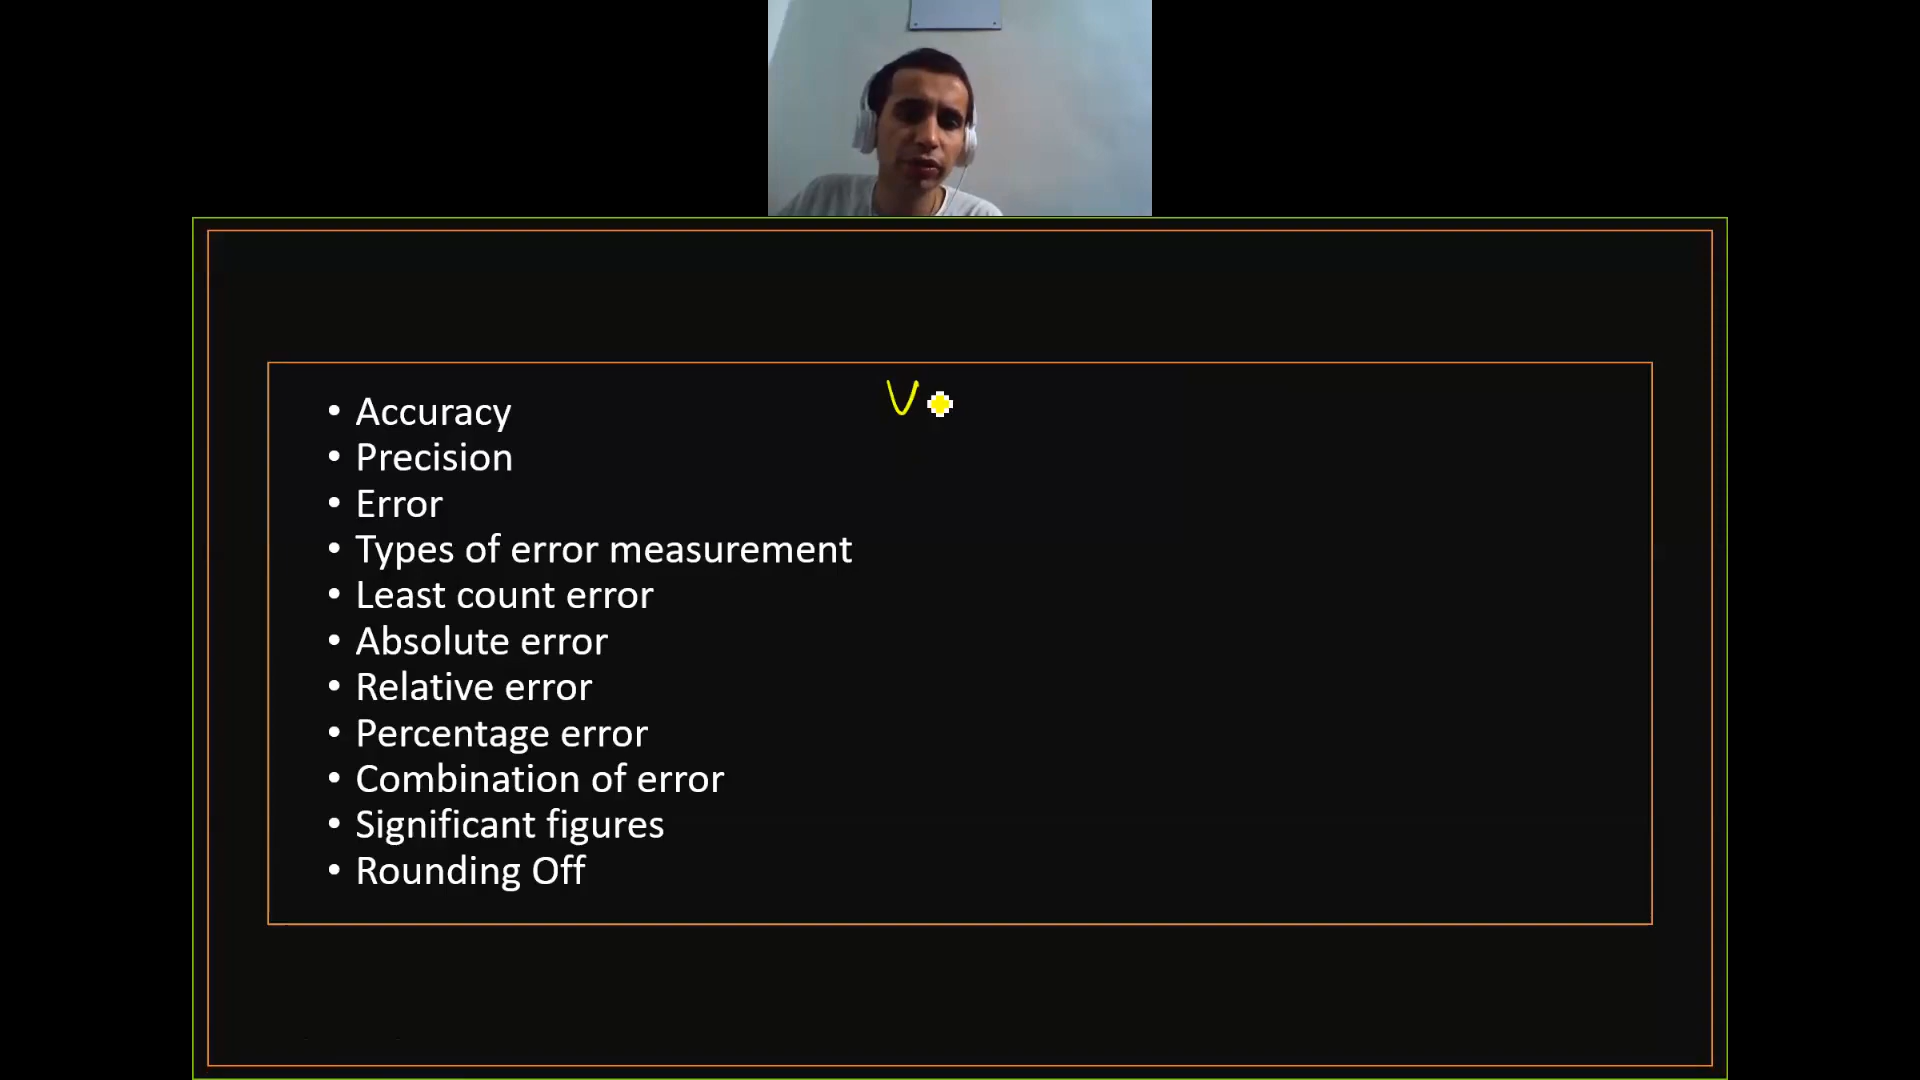 V
• Accuracy
• Precision
• Error
• Types of error measurement
• Least count error
• Absolute error
• Relative error
• Percentage error
• Combination of error
• Significant figures
• Rounding Off